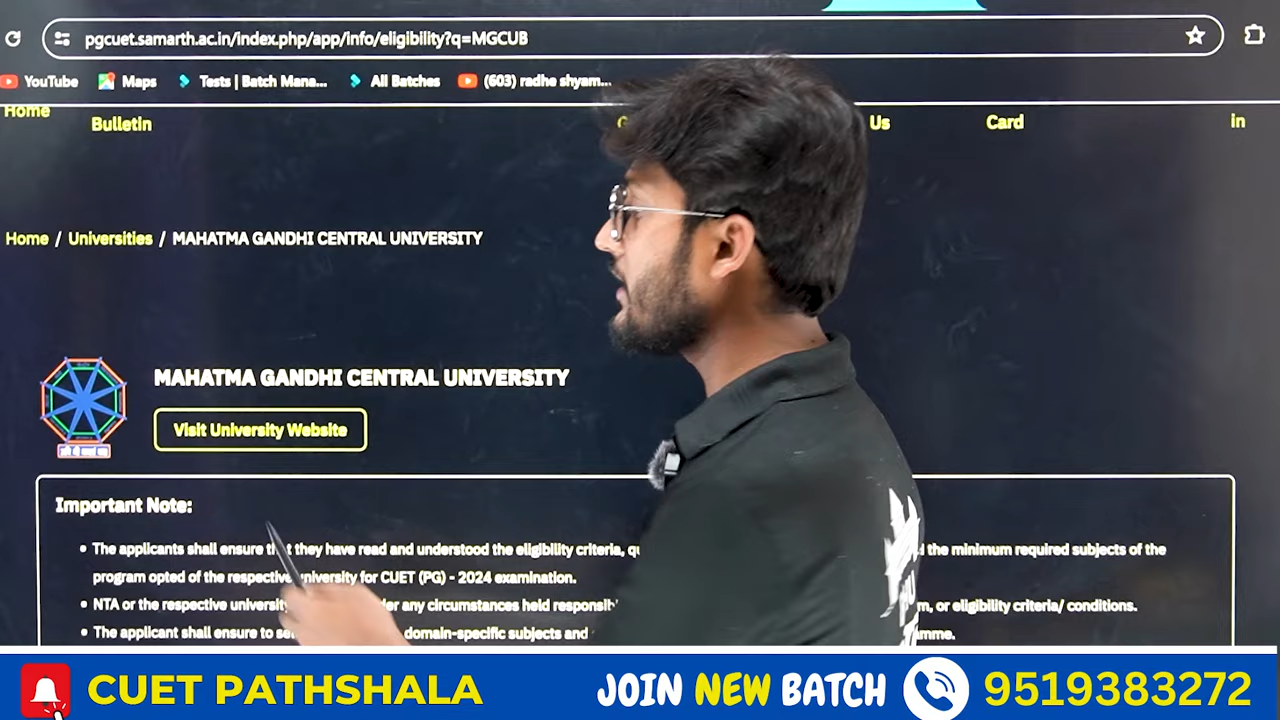 pgcuet.samarth.ac.in/index.php/app/info/eligibility?q=MGCUB
YouTube Maps Tests | Batch Mana... All Batches (603) radhe shyam...
Home Bulletin Us Card in
Home / Universities / MAHATMA GANDHI CENTRAL UNIVERSITY
MAHATMA GANDHI CENTRAL UNIVERSITY
Visit University Website
Important Note:
• The applicants shall ensure that they have read and understood the eligibility criteria, the minimum required subjects of the
program opted of the respective university for CUET (PG) - 2024 examination.
• NTA or the respective university any circumstances held or eligibility criteria/ conditions.
• The applicant shall ensure to domain-specific subjects and
CUET PATHSHALA JOIN NEW BATCH 9519383272